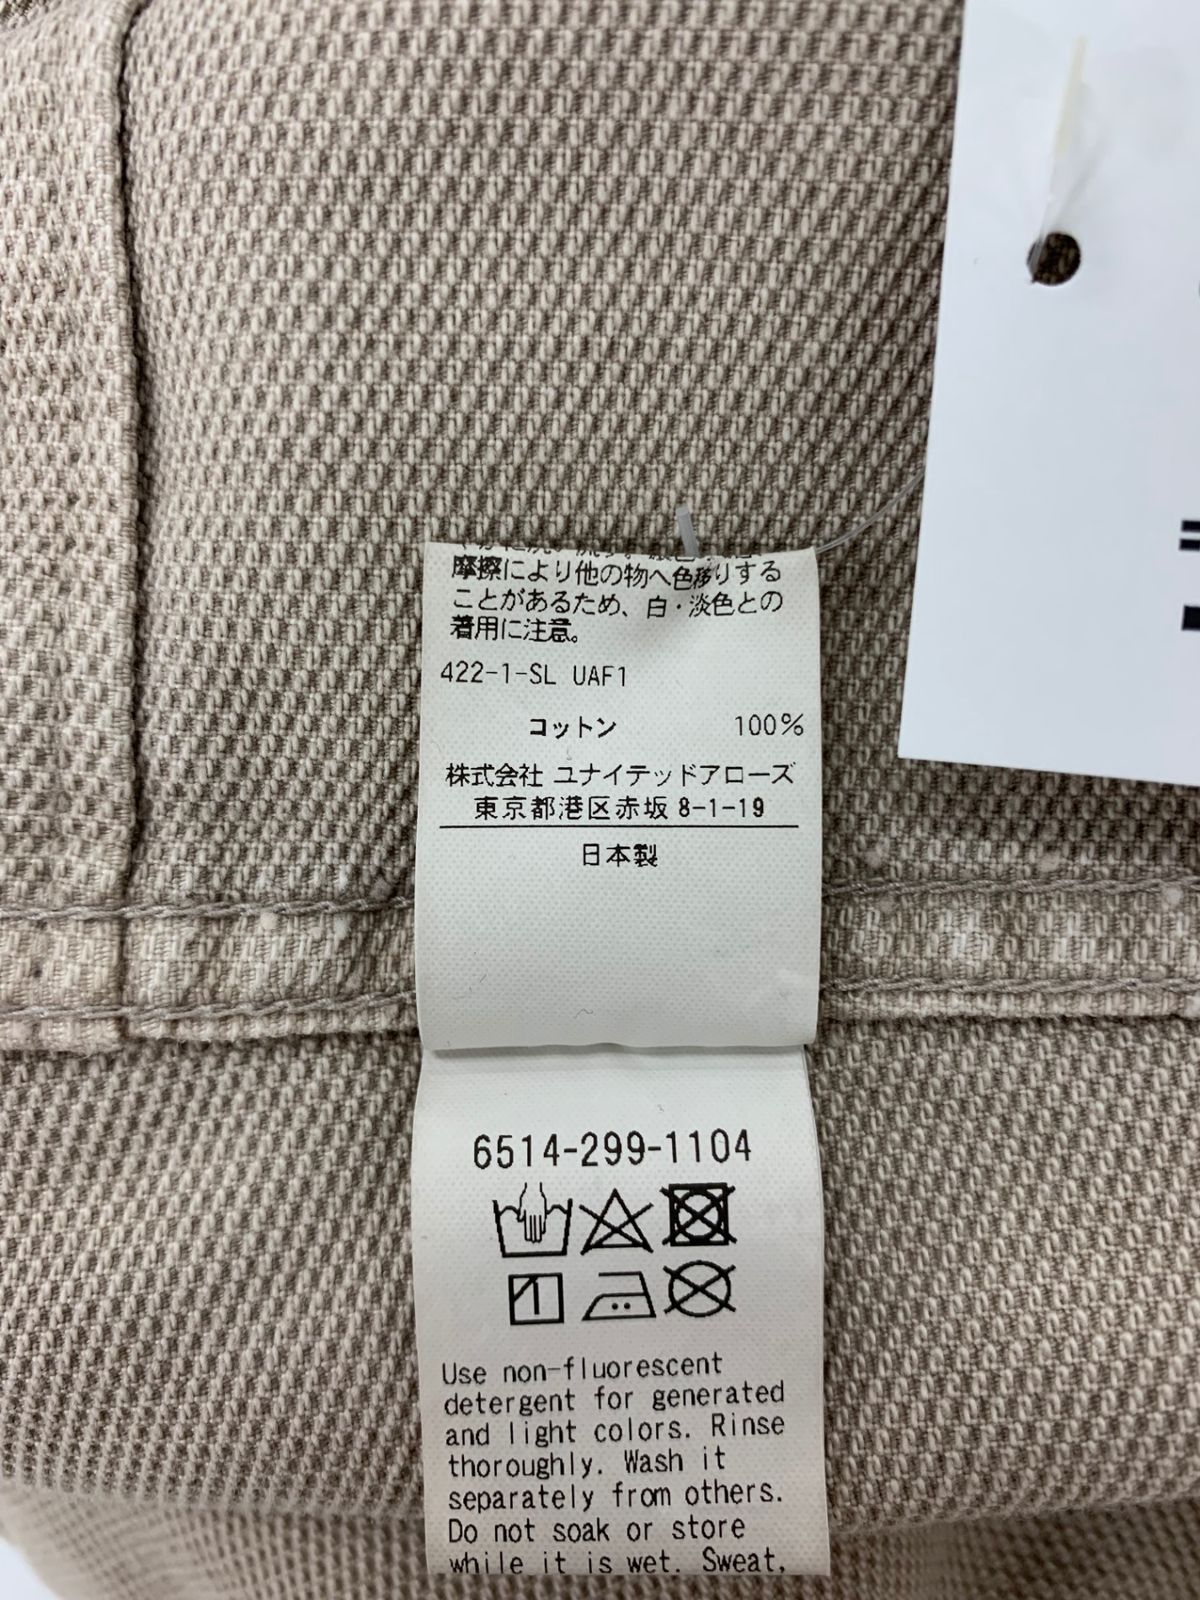 摩擦により他の物へ色移りする
ことがあるため、白・淡色との
着用に注意。
422-1-SL UAF1
コットン 100%
株式会社 ユナイテッドアローズ
東京都港区赤坂 8-1-19
日本製
6514-299-1104
Use non-fluorescent
detergent for generated
and light colors. Rinse
thoroughly. Wash it
separately from others.
Do not soak or store
while it is wet. Sweat,